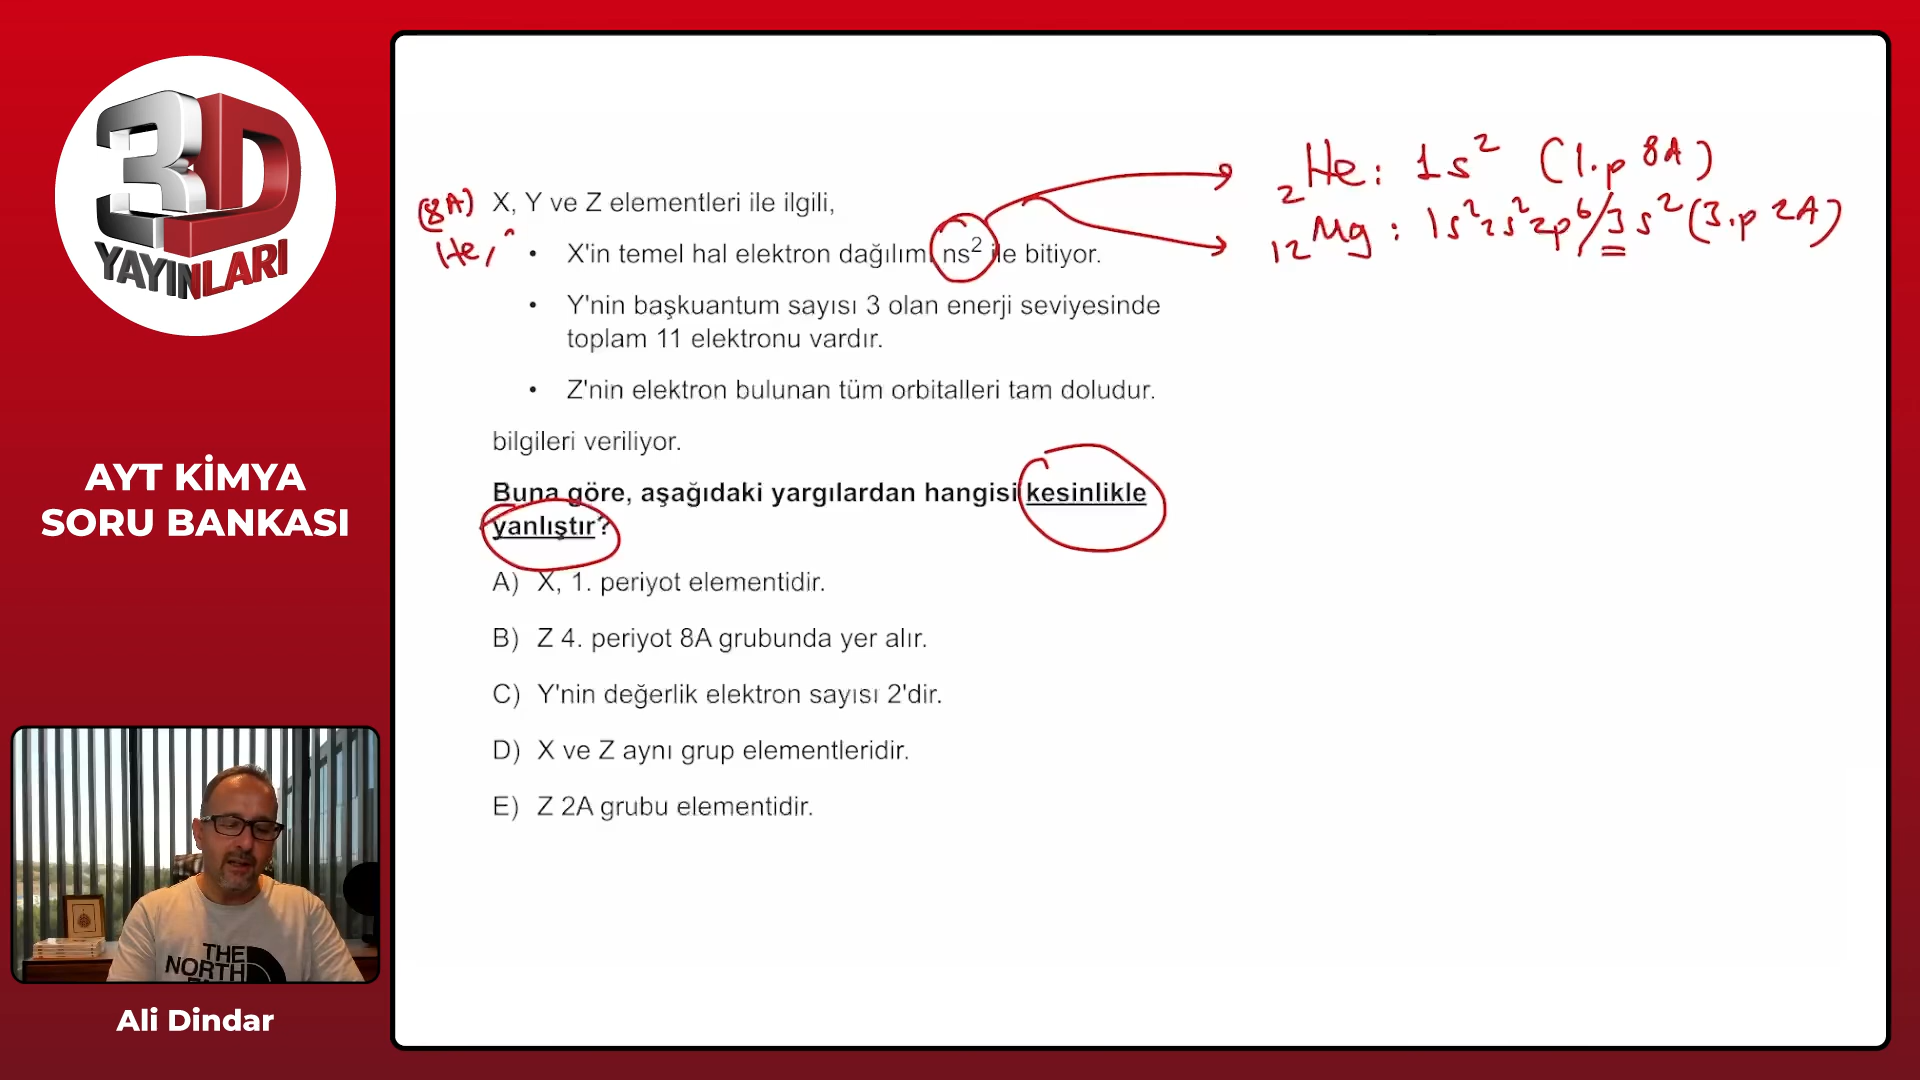 3D
YAYINLARI
AYT KİMYA
SORU BANKASI
THE
NORTH
Ali Dindar
(8A)
He,
X, Y ve Z elementleri ile ilgili,
• X'in temel hal elektron dağılımı ns² ile bitiyor.
• Y'nin başkuantum sayısı 3 olan enerji seviyesinde
toplam 11 elektronu vardır.
• Z'nin elektron bulunan tüm orbitalleri tam doludur.
bilgileri veriliyor.
Buna göre, aşağıdaki yargılardan hangisi kesinlikle
yanlıştır?
A) X, 1. periyot elementidir.
B) Z 4. periyot 8A grubunda yer alır.
C) Y'nin değerlik elektron sayısı 2'dir.
D) X ve Z aynı grup elementleridir.
E) Z 2A grubu elementidir.
₂He: 1s² (1.p 8A)
₁₂Mg: 1s²2s²2p⁶/3s² (3.p 2A)